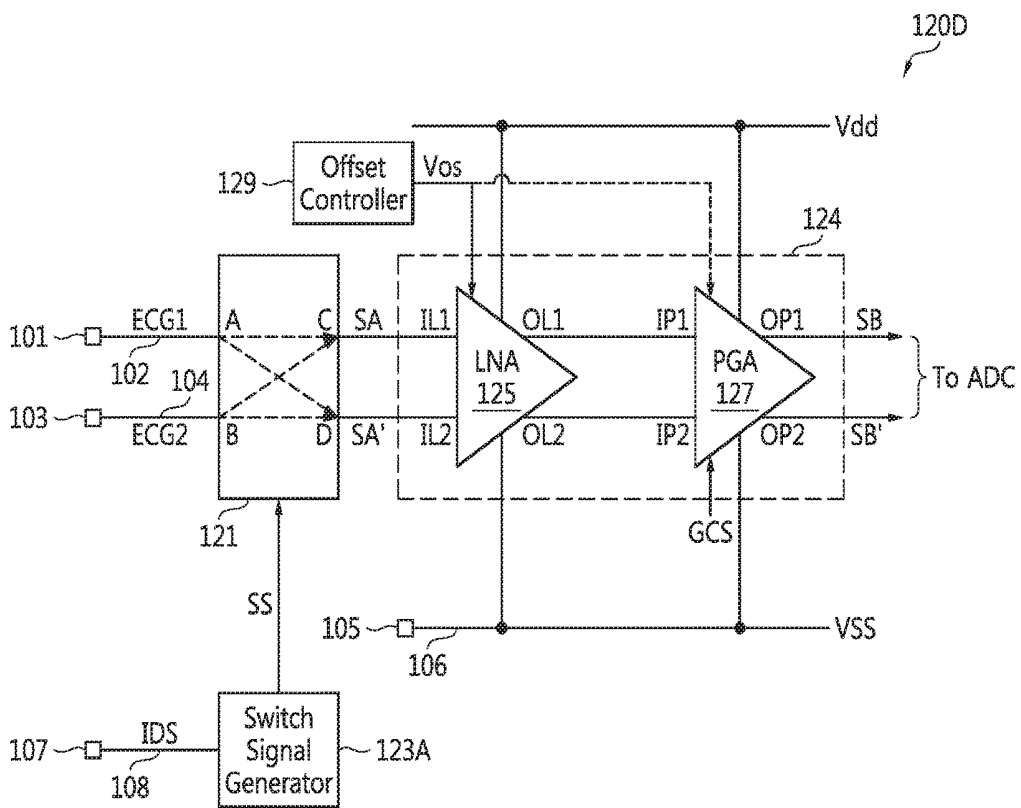 120D
Vdd
129
Offset
Controller
Vos
124
101
ECG1
A
C
SA
IL1
OL1
IP1
OP1
SB
102
LNA
125
PGA
127
To ADC
104
103
ECG2
B
D
SA'
IL2
OL2
IP2
OP2
SB'
121
GCS
SS
105
106
VSS
107
IDS
108
Switch
Signal
Generator
123A